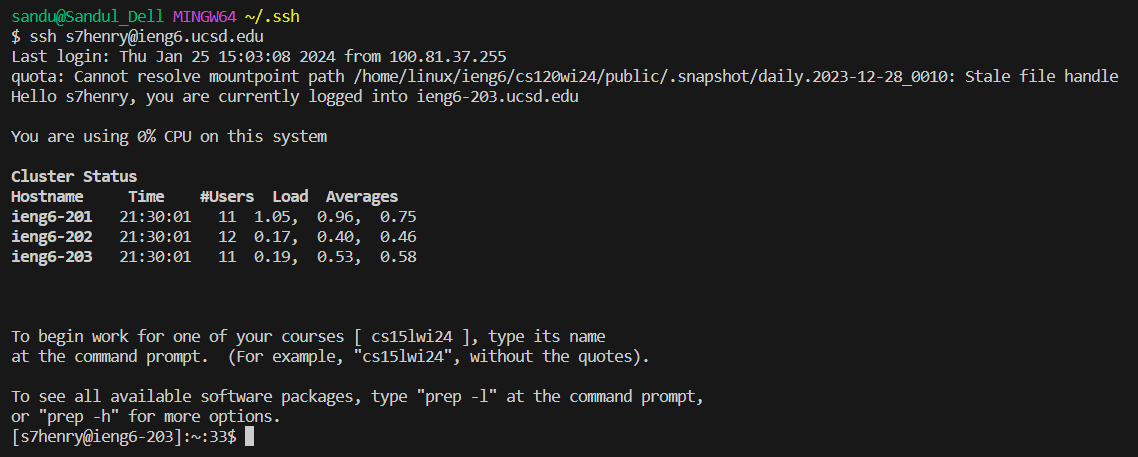 sandu@Sandul_Dell MINGW64 ~/.ssh
$ ssh s7henry@ieng6.ucsd.edu
Last login: Thu Jan 25 15:03:08 2024 from 100.81.37.255
quota: Cannot resolve mountpoint path /home/linux/ieng6/cs120wi24/public/.snapshot/daily.2023-12-28_0010: Stale file handle
Hello s7henry, you are currently logged into ieng6-203.ucsd.edu

You are using 0% CPU on this system

Cluster Status
Hostname     Time    #Users  Load  Averages
ieng6-201   21:30:01   11  1.05,  0.96,  0.75
ieng6-202   21:30:01   12  0.17,  0.40,  0.46
ieng6-203   21:30:01   11  0.19,  0.53,  0.58

To begin work for one of your courses [ cs15lwi24 ], type its name
at the command prompt.  (For example, "cs15lwi24", without the quotes).

To see all available software packages, type "prep -l" at the command prompt,
or "prep -h" for more options.
[s7henry@ieng6-203]:~:33$